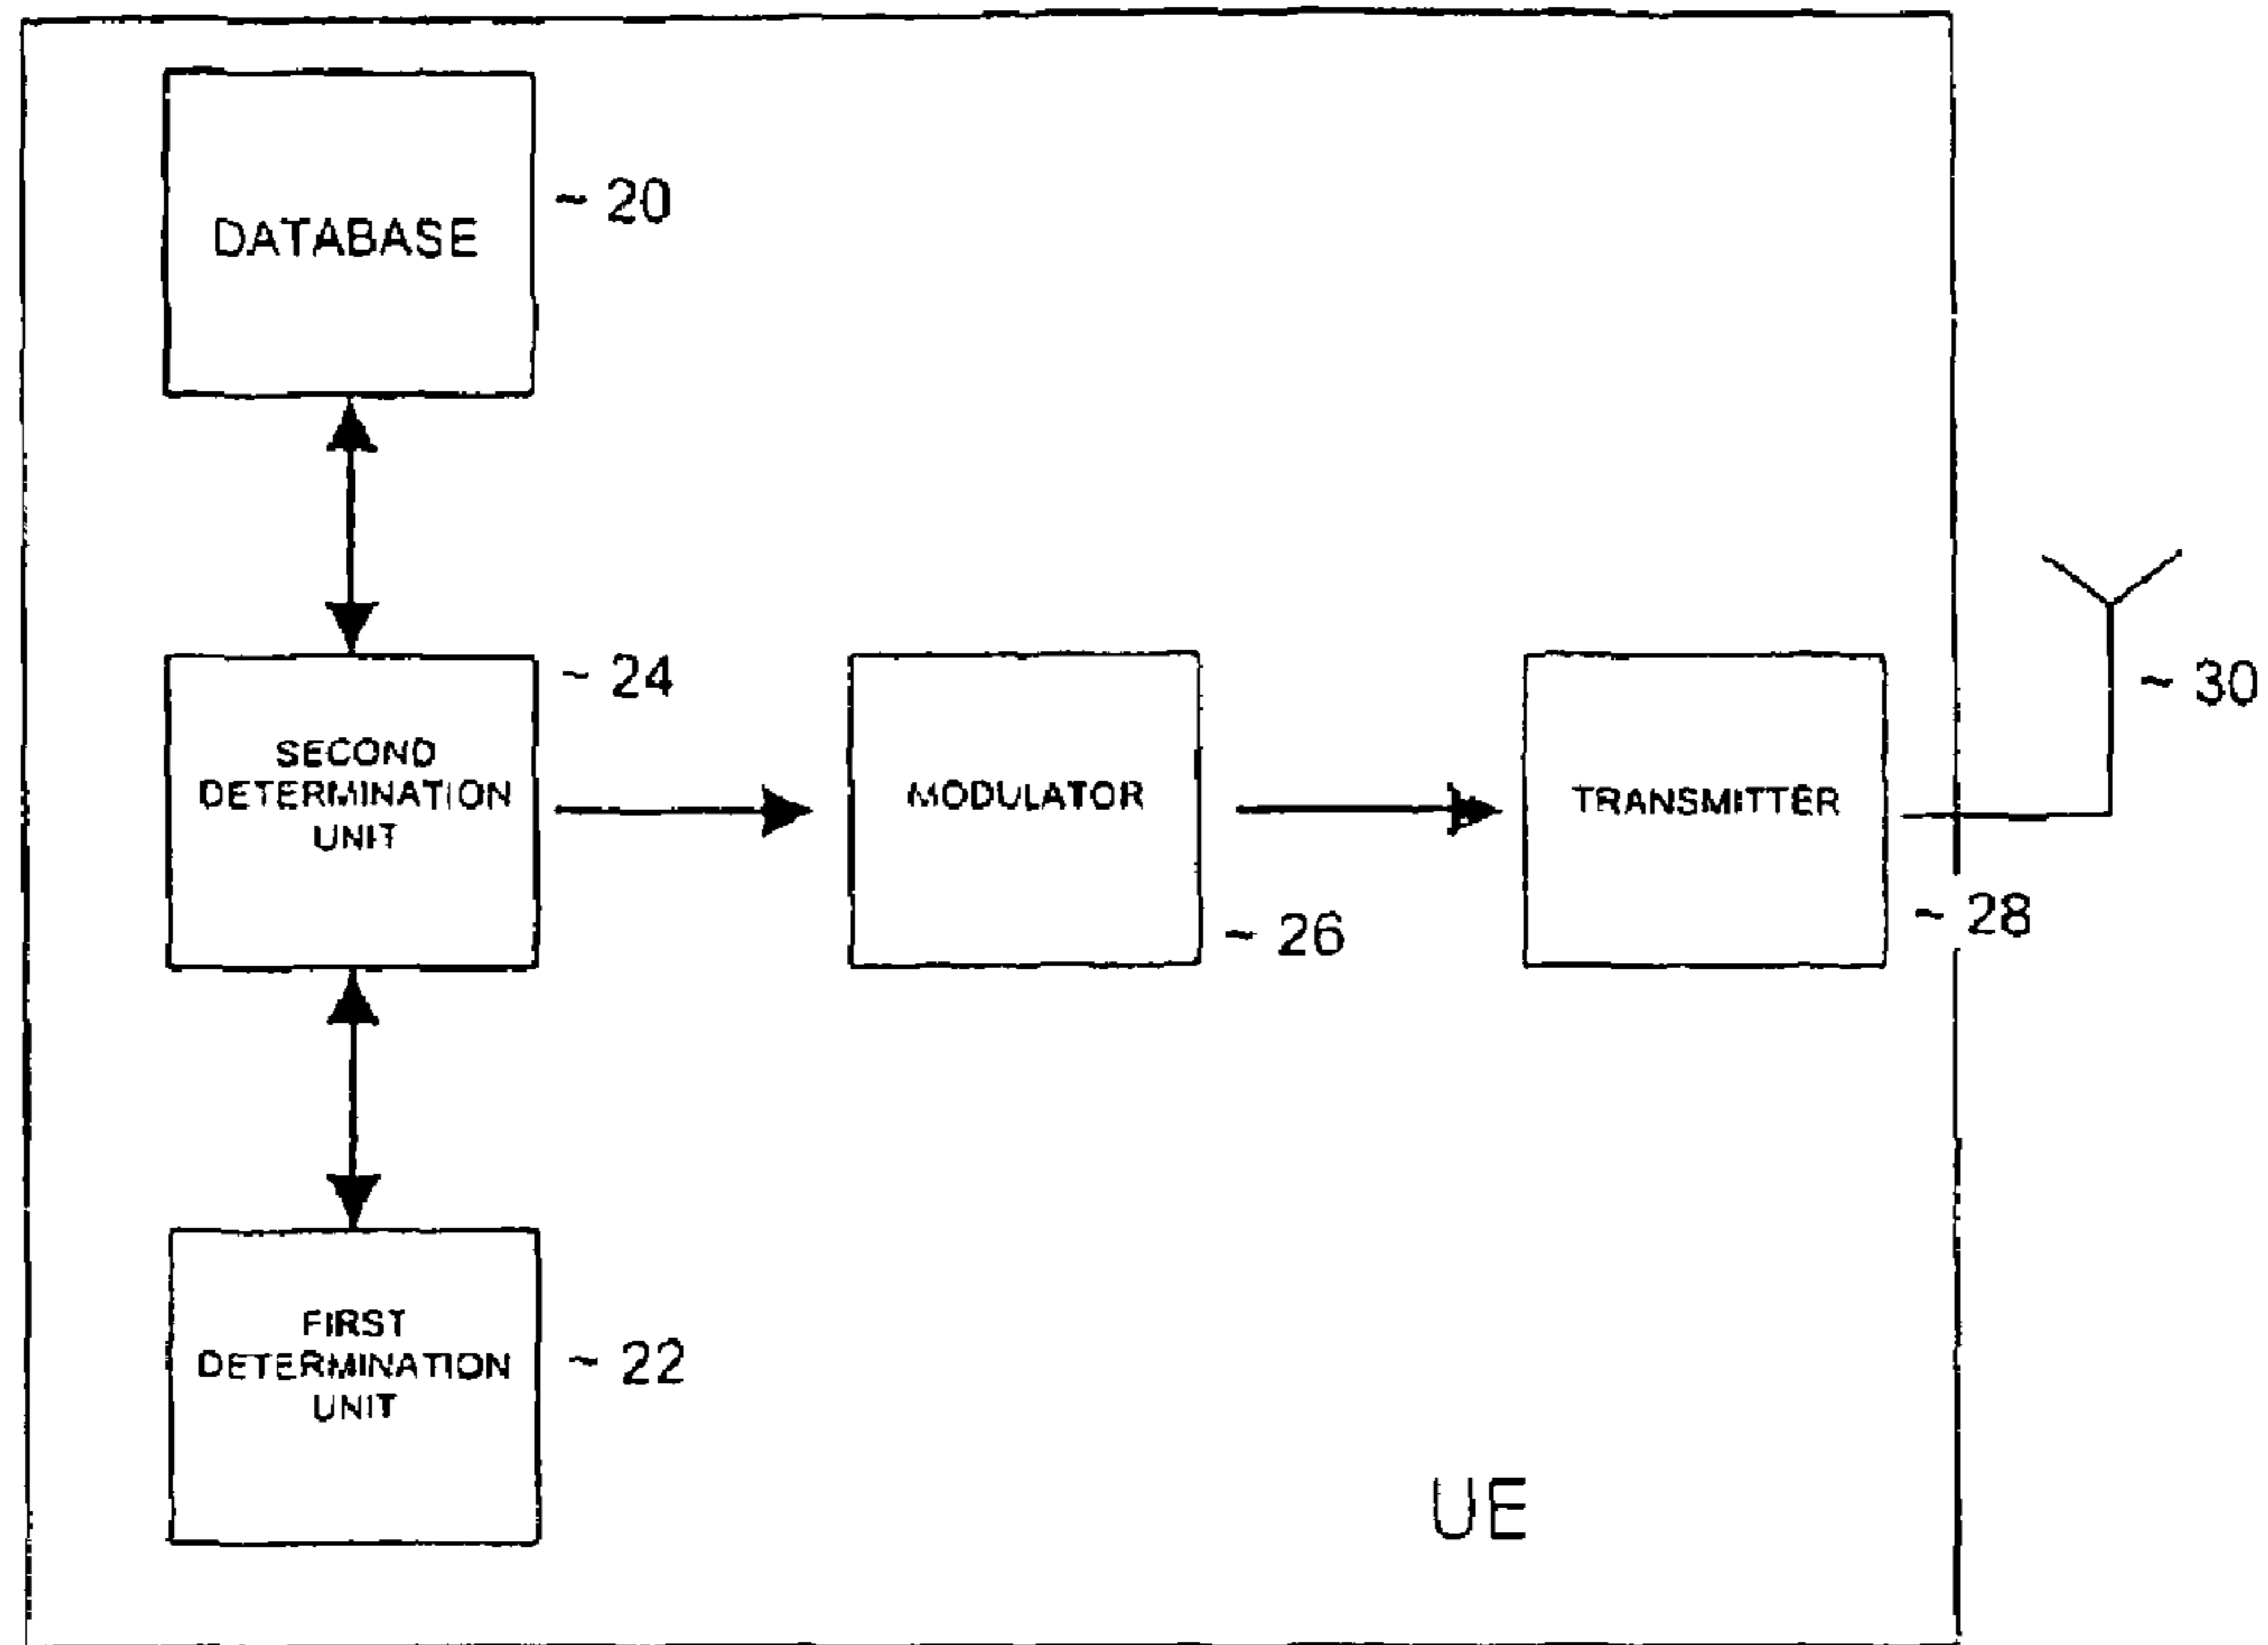 DATABASE
~ 20
~ 24
SECOND
DETERMINATION
UNIT
MODULATOR
~ 26
TRANSMITTER
~ 28
~ 30
FIRST
DETERMINATION
UNIT
~ 22
UE